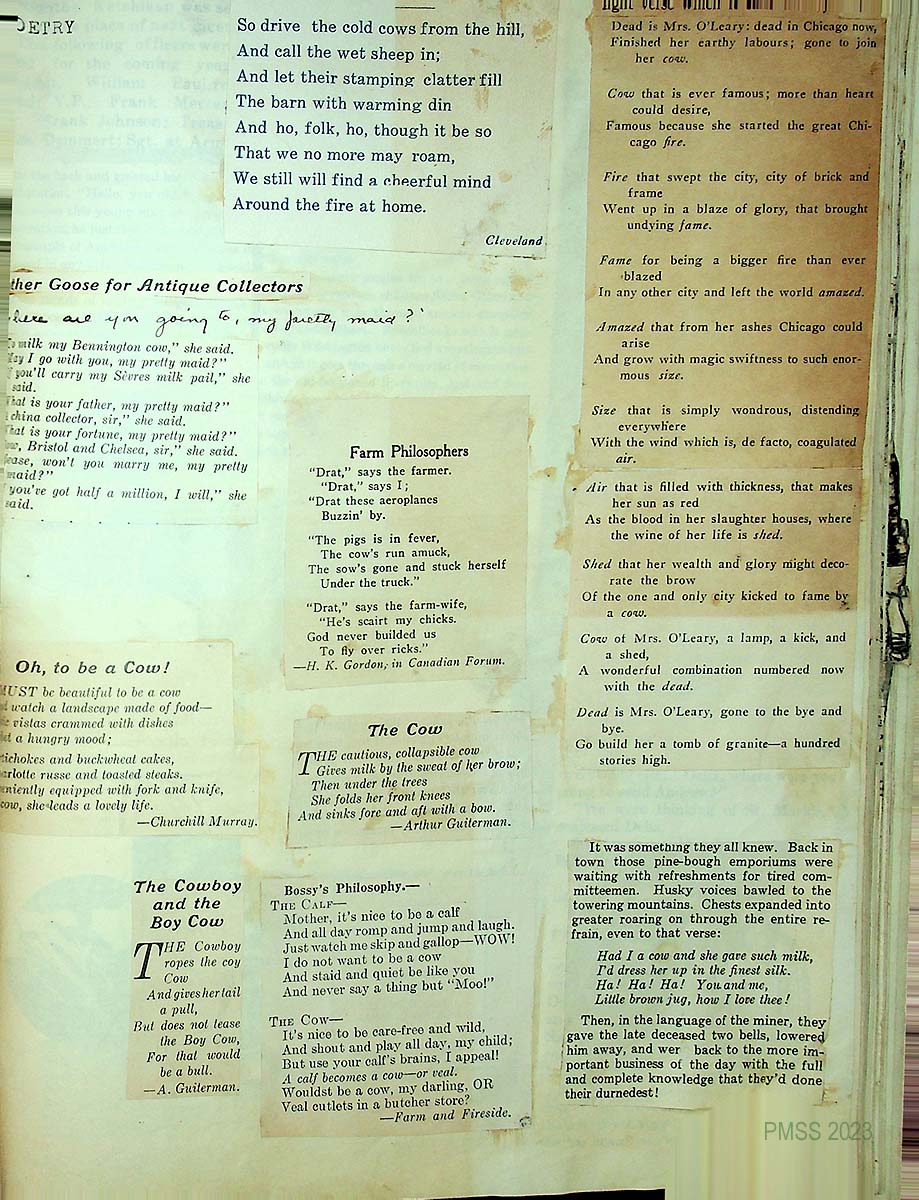 So drive the cold cows from the hill,
And call the wet sheep in;
And let their stamping clatter fill
The barn with warming din
And ho, folk, ho, though it be so
That we no more may roam,
We still will find a cheerful mind
Around the fire at home.
Cleveland
ther Goose for Antique Collectors
here are you going to, my pretty maid?"
milk my Bennington cow," she said.
I go with you, my pretty maid?"
you'll carry my Sèvres milk pail," she
said.
is your father, my pretty maid?"
china collector, sir," she said.
is your fortune, my pretty maid?"
Bristol and Chelsea, sir," she said.
won't you marry me, my pretty
maid?"
you've got half a million, I will," she
said.
Oh, to be a Cow!
UST be beautiful to be a cow
watch a landscape made of food—
vistas crammed with dishes
a hungry mood;
tichokes and buckwheat cakes,
rlotte russe and toasted steaks.
niently equipped with fork and knife,
cow, she leads a lovely life.
—Churchill Murray.
The Cowboy
and the
Boy Cow
THE Cowboy
ropes the coy
Cow
And gives her tail
a pull,
But does not tease
the Boy Cow,
For that would
be a bull.
—A. Guiterman.
Farm Philosophers
"Drat," says the farmer.
"Drat," says I;
"Drat these aeroplanes
Buzzin' by.
"The pigs is in fever,
The cow's run amuck,
The sow's gone and stuck herself
Under the truck."
"Drat," says the farm-wife,
"He's scairt my chicks.
God never builded us
To fly over ricks."
—H. K. Gordon, in Canadian Forum.
The Cow
THE cautious, collapsible cow
Gives milk by the sweat of her brow;
Then under the trees
She folds her front knees
And sinks fore and aft with a bow.
—Arthur Guiterman.
Bossy's Philosophy.—
THE CALF—
Mother, it's nice to be a calf
And all day romp and jump and laugh.
Just watch me skip and gallop—WOW!
I do not want to be a cow
And staid and quiet be like you
And never say a thing but "Moo!"
THE COW—
It's nice to be care-free and wild,
And shout and play all day, my child;
But use your calf's brains, I appeal!
A calf becomes a cow—or veal.
Wouldst be a cow, my darling, OR
Veal cutlets in a butcher store?
—Farm and Fireside.
light verse which
Dead is Mrs. O'Leary: dead in Chicago now,
Finished her earthy labours; gone to join
her cow.
Cow that is ever famous; more than heart
could desire,
Famous because she started the great Chi-
cago fire.
Fire that swept the city, city of brick and
frame
Went up in a blaze of glory, that brought
undying fame.
Fame for being a bigger fire than ever
blazed
In any other city and left the world amazed.
Amazed that from her ashes Chicago could
arise
And grow with magic swiftness to such enor-
mous size.
Size that is simply wondrous, distending
everywhere
With the wind which is, de facto, coagulated
air.
Air that is filled with thickness, that makes
her sun as red
As the blood in her slaughter houses, where
the wine of her life is shed.
Shed that her wealth and glory might deco-
rate the brow
Of the one and only city kicked to fame by
a cow.
Cow of Mrs. O'Leary, a lamp, a kick, and
a shed,
A wonderful combination numbered now
with the dead.
Dead is Mrs. O'Leary, gone to the bye and
bye.
Go build her a tomb of granite—a hundred
stories high.
It was something they all knew. Back in
town those pine-bough emporiums were
waiting with refreshments for tired com-
mitteemen. Husky voices bawled to the
towering mountains. Chests expanded into
greater roaring on through the entire re-
frain, even to that verse:
Had I a cow and she gave such milk,
I'd dress her up in the finest silk.
Ha! Ha! Ha! You and me,
Little brown jug, how I love thee!
Then, in the language of the miner, they
gave the late deceased two bells, lowered
him away, and wer back to the more im-
portant business of the day with the full
and complete knowledge that they'd done
their durnedest!
PMSS 2023